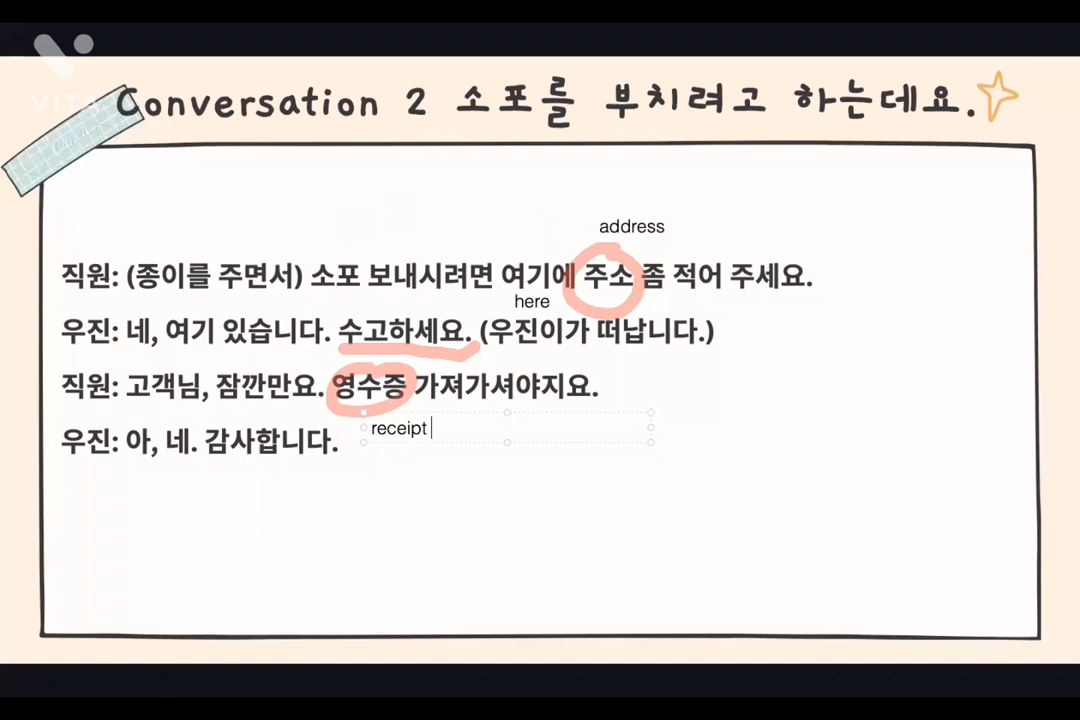 VITA
Conversation 2 소포를 부치려고 하는데요.
address
직원: (종이를 주면서) 소포 보내시려면 여기에 주소 좀 적어 주세요.
here
우진: 네, 여기 있습니다. 수고하세요. (우진이가 떠납니다.)
직원: 고객님, 잠깐만요. 영수증 가져가셔야지요.
receipt
우진: 아, 네. 감사합니다.